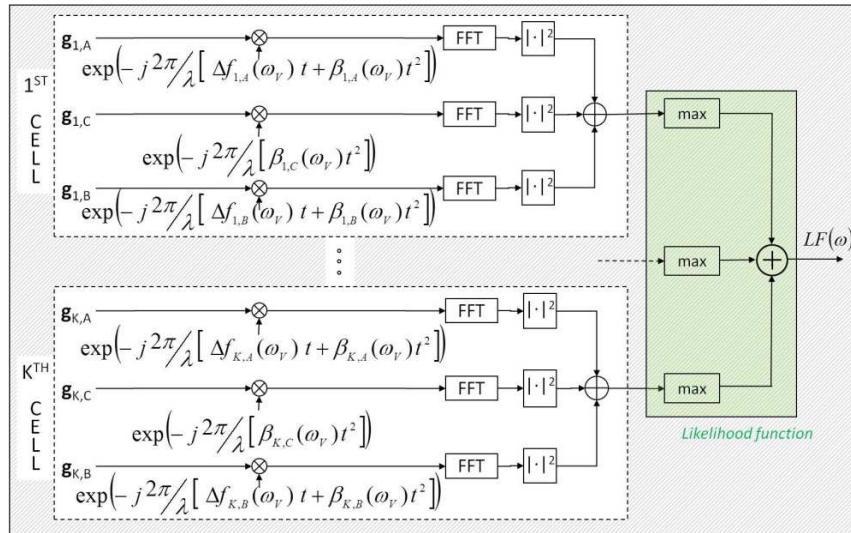 1ST CELL
g1,A
FFT
|·|²
exp(−j2π/λ[Δf1,A(ωV) t + β1,A(ωV)t²])
g1,C
FFT
|·|²
max
exp(−j2π/λ[β1,C(ωV)t²])
g1,B
FFT
|·|²
exp(−j2π/λ[Δf1,B(ωV) t + β1,B(ωV)t²])
max
LF(ω)
KTH CELL
gK,A
FFT
|·|²
exp(−j2π/λ[ΔfK,A(ωV) t + βK,A(ωV)t²])
gK,C
FFT
|·|²
max
exp(−j2π/λ[βK,C(ωV)t²])
Likelihood function
gK,B
FFT
|·|²
exp(−j2π/λ[ΔfK,B(ωV) t + βK,B(ωV)t²])